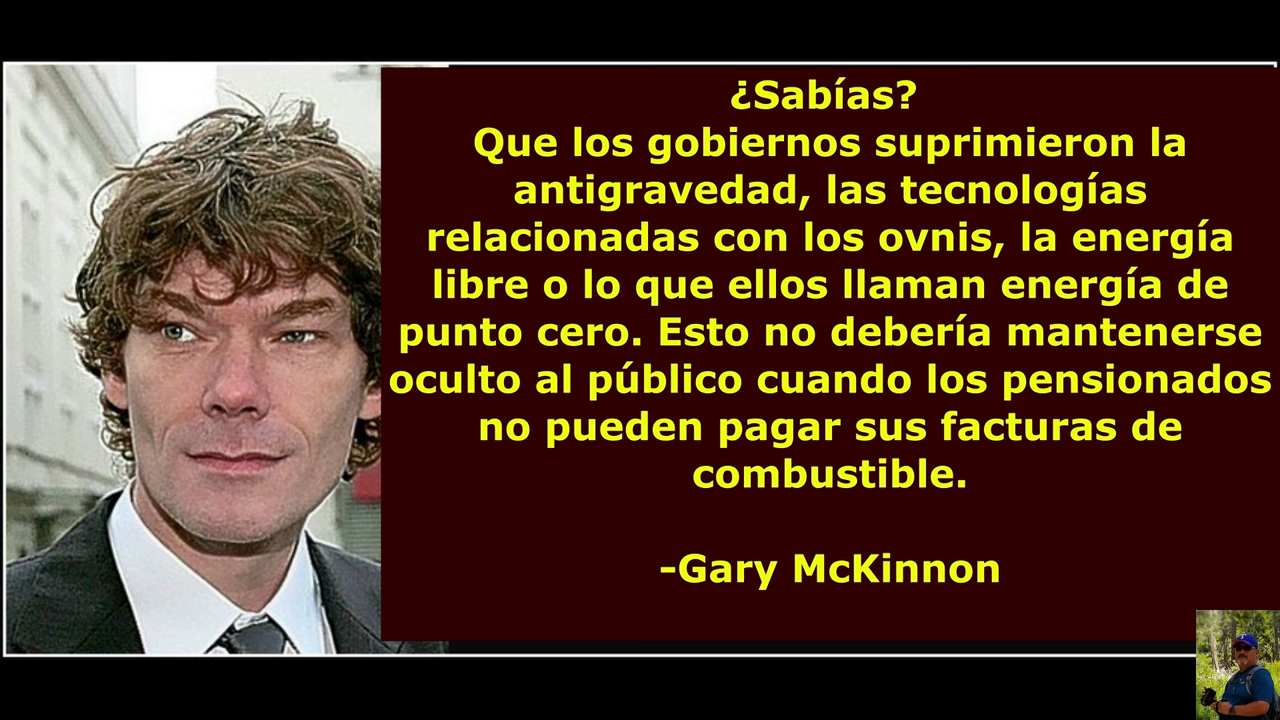 ¿Sabías?
Que los gobiernos suprimieron la
antigravedad, las tecnologías
relacionadas con los ovnis, la energía
libre o lo que ellos llaman energía de
punto cero. Esto no debería mantenerse
oculto al público cuando los pensionados
no pueden pagar sus facturas de
combustible.
-Gary McKinnon